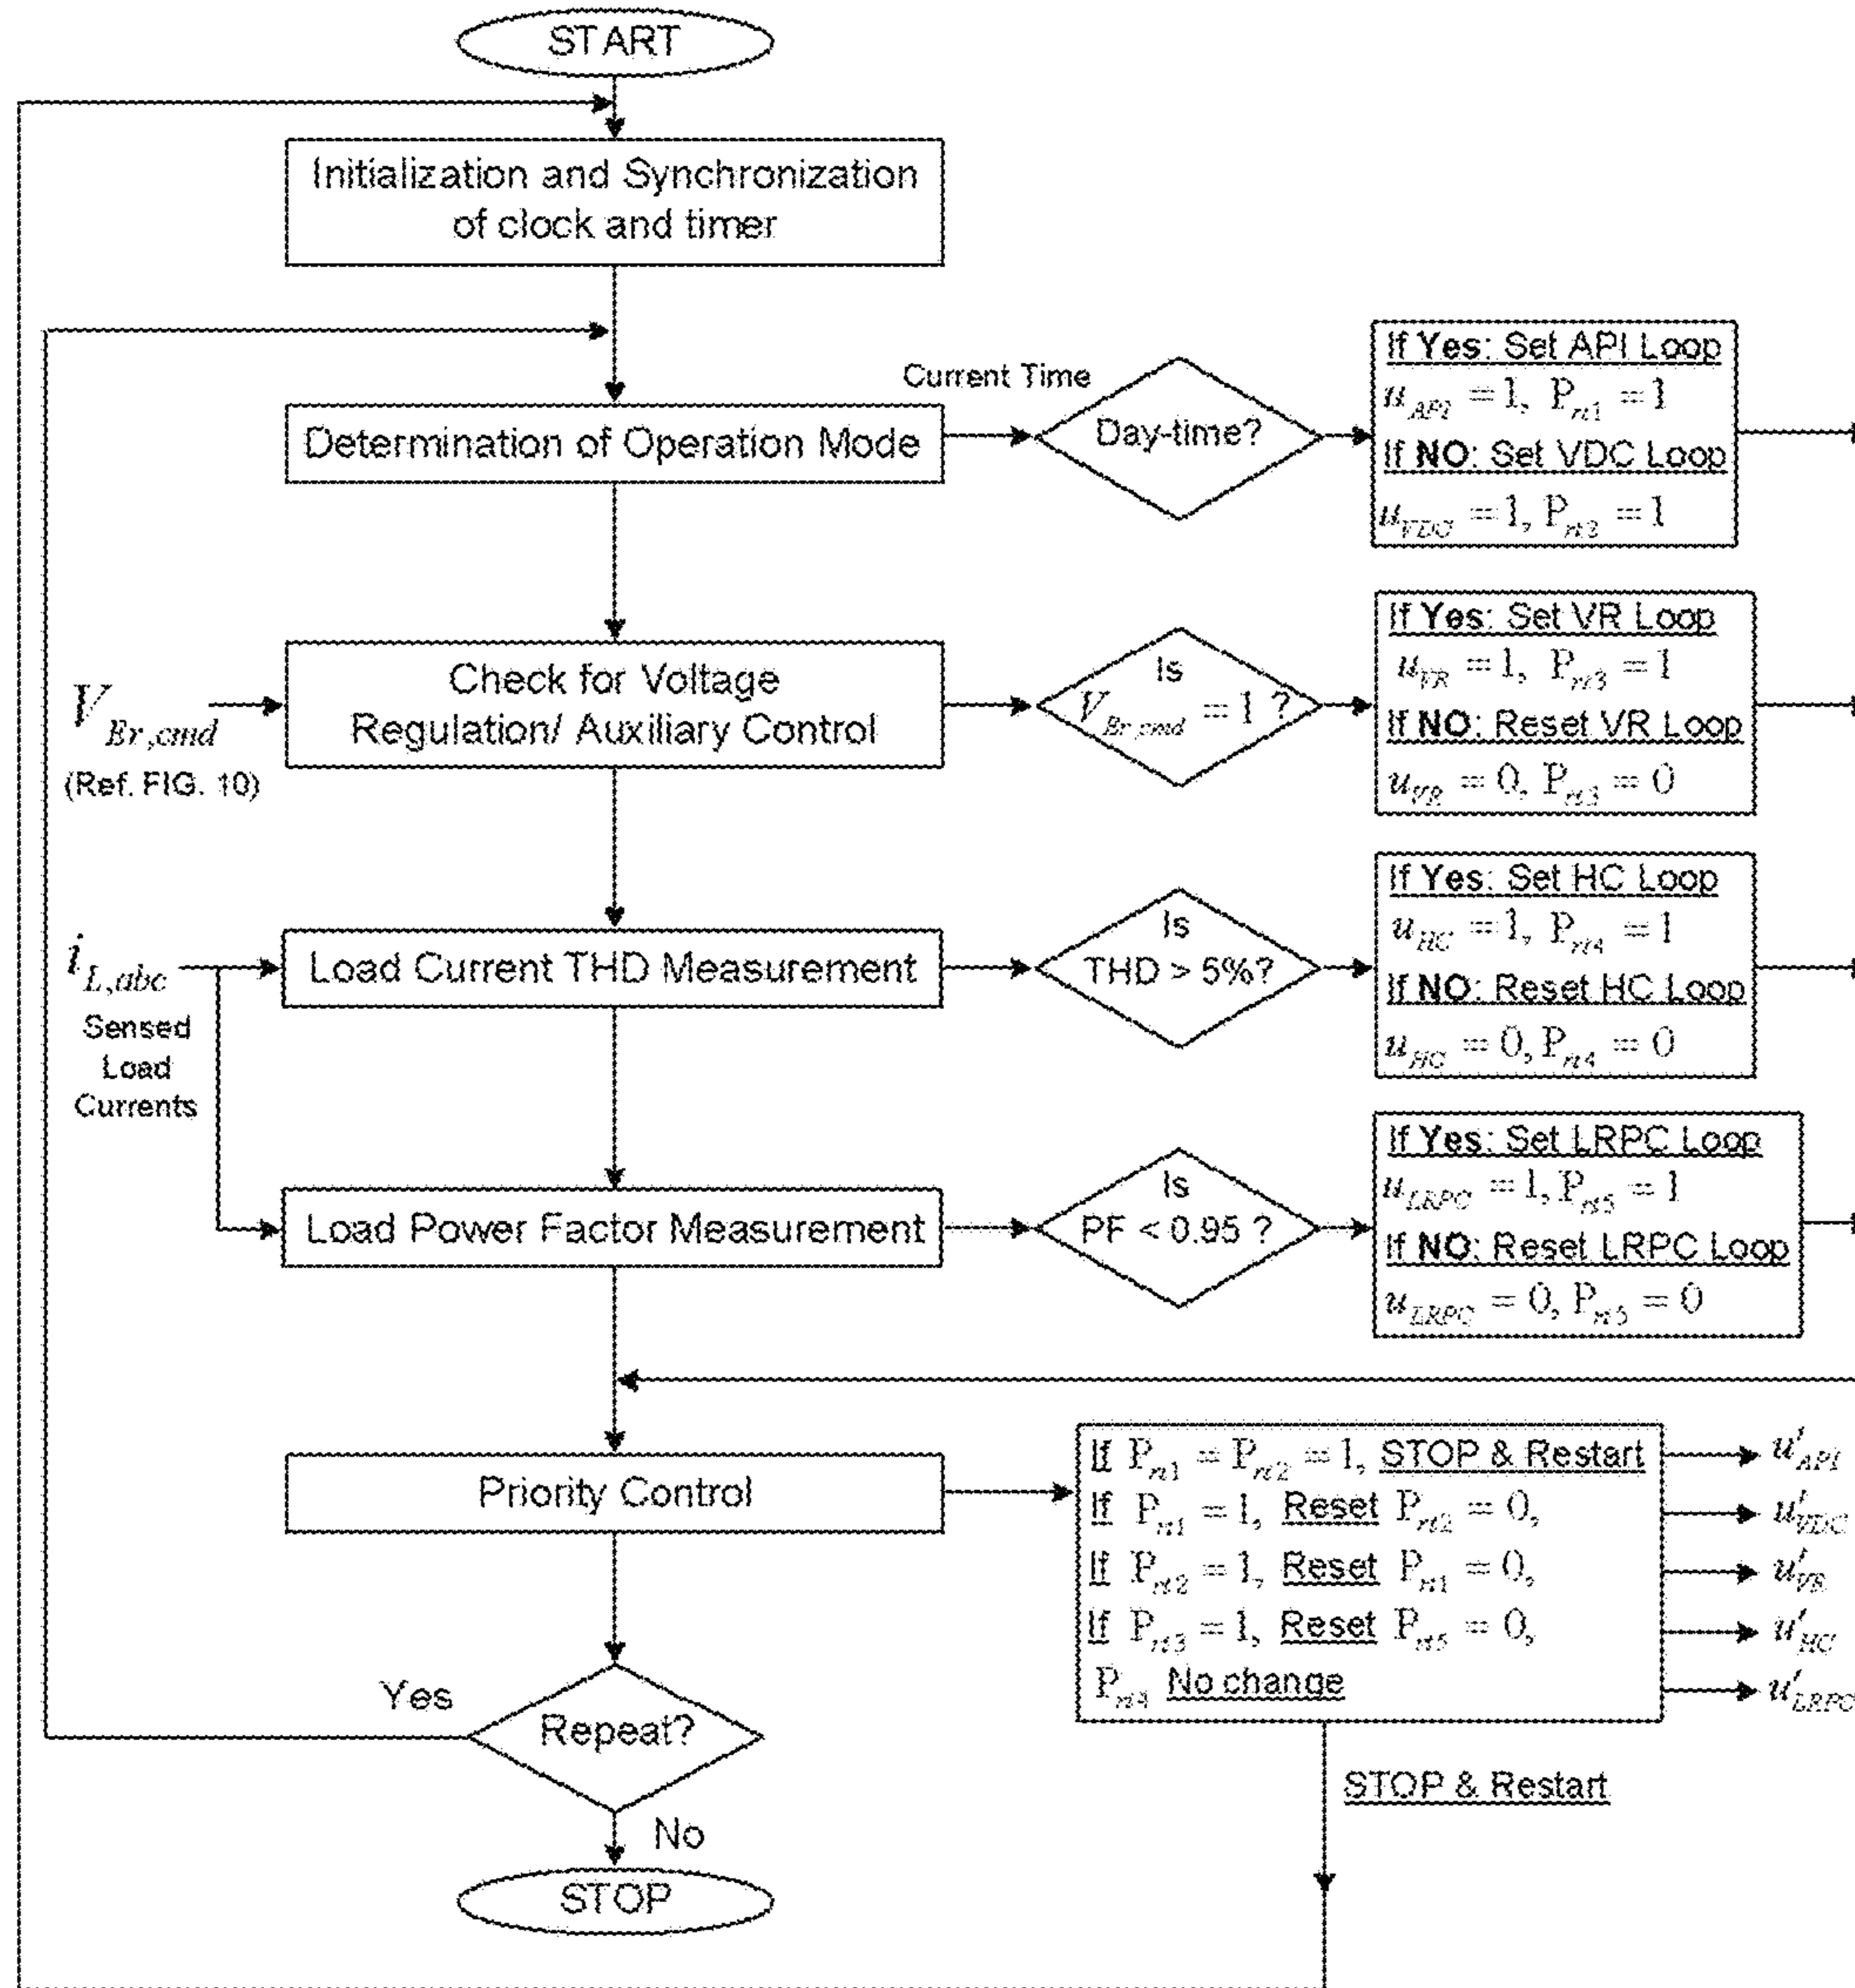 START
Initialization and Synchronization
of clock and timer
Determination of Operation Mode
Current Time
Day-time?
If Yes: Set API Loop
u_API = 1, P_rt1 = 1
If NO: Set VDC Loop
u_VDC = 1, P_rt2 = 1
V_Er,cmd
(Ref. FIG. 10)
Check for Voltage
Regulation/ Auxiliary Control
Is
V_Er,cmd = 1 ?
If Yes: Set VR Loop
u_VR = 1, P_rt3 = 1
If NO: Reset VR Loop
u_VR = 0, P_rt3 = 0
i_L,abc
Sensed
Load
Currents
Load Current THD Measurement
Is
THD > 5%?
If Yes: Set HC Loop
u_HC = 1, P_rt4 = 1
If NO: Reset HC Loop
u_HC = 0, P_rt4 = 0
Load Power Factor Measurement
Is
PF < 0.95 ?
If Yes: Set LRPC Loop
u_LRPC = 1, P_rt5 = 1
If NO: Reset LRPC Loop
u_LRPC = 0, P_rt5 = 0
Priority Control
If P_rt1 = P_rt2 = 1, STOP & Restart
If P_rt1 = 1, Reset P_rt2 = 0,
If P_rt2 = 1, Reset P_rt1 = 0,
If P_rt3 = 1, Reset P_rt5 = 0,
P_rt4 No change
u'_API
u'_VDC
u'_VR
u'_HC
u'_LRPC
STOP & Restart
Yes
Repeat?
No
STOP